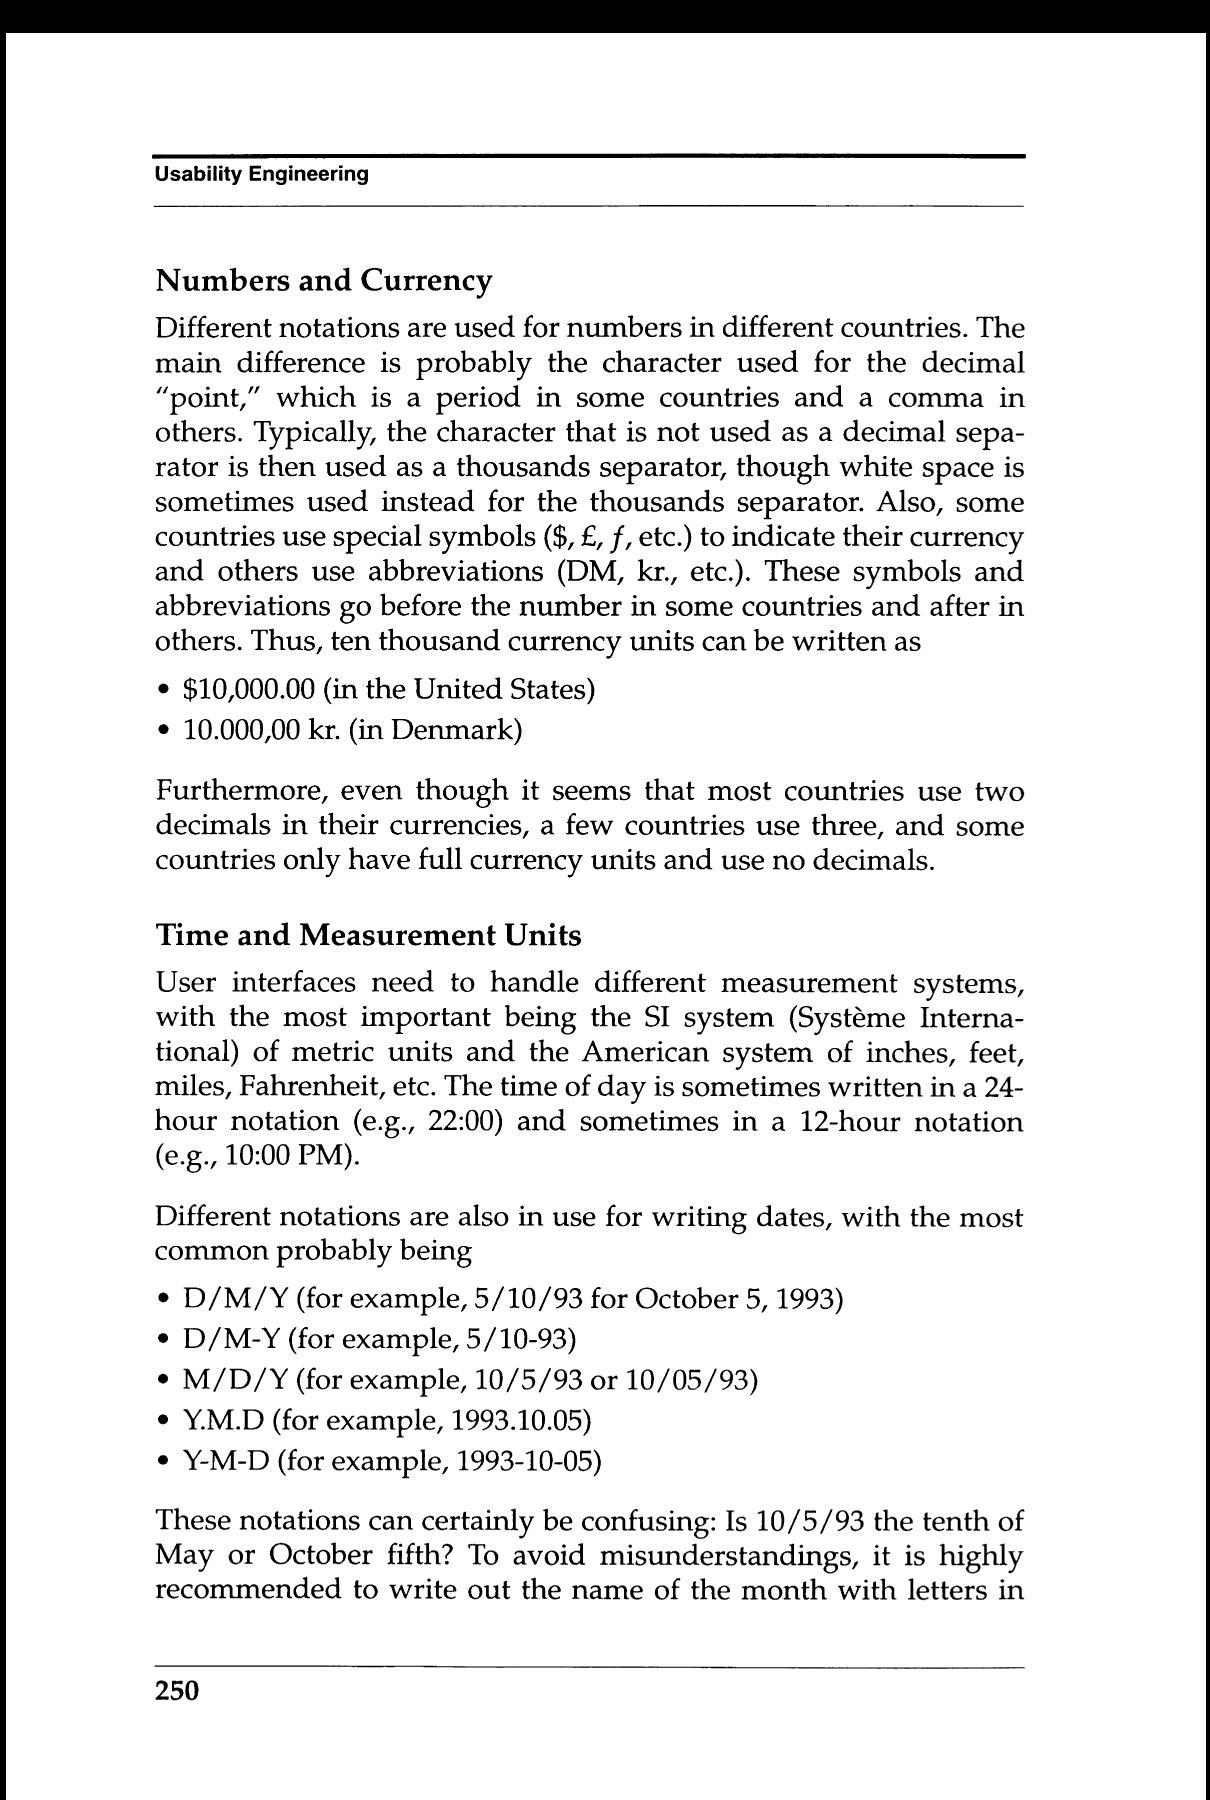 Usability Engineering
Numbers and Currency
Different notations are used for numbers in different countries. The
main difference is probably the character used for the decimal
“point,” which is a period in some countries and a comma in
others. Typically, the character that is not used as a decimal sepa-
rator is then used as a thousands separator, though white space is
sometimes used instead for the thousands separator. Also, some
countries use special symbols ($, £, ƒ, etc.) to indicate their currency
and others use abbreviations (DM, kr., etc.). These symbols and
abbreviations go before the number in some countries and after in
others. Thus, ten thousand currency units can be written as
• $10,000.00 (in the United States)
• 10.000,00 kr. (in Denmark)
Furthermore, even though it seems that most countries use two
decimals in their currencies, a few countries use three, and some
countries only have full currency units and use no decimals.
Time and Measurement Units
User interfaces need to handle different measurement systems,
with the most important being the SI system (Système Interna-
tional) of metric units and the American system of inches, feet,
miles, Fahrenheit, etc. The time of day is sometimes written in a 24-
hour notation (e.g., 22:00) and sometimes in a 12-hour notation
(e.g., 10:00 PM).
Different notations are also in use for writing dates, with the most
common probably being
• D/M/Y (for example, 5/10/93 for October 5, 1993)
• D/M-Y (for example, 5/10-93)
• M/D/Y (for example, 10/5/93 or 10/05/93)
• Y.M.D (for example, 1993.10.05)
• Y-M-D (for example, 1993-10-05)
These notations can certainly be confusing: Is 10/5/93 the tenth of
May or October fifth? To avoid misunderstandings, it is highly
recommended to write out the name of the month with letters in
250